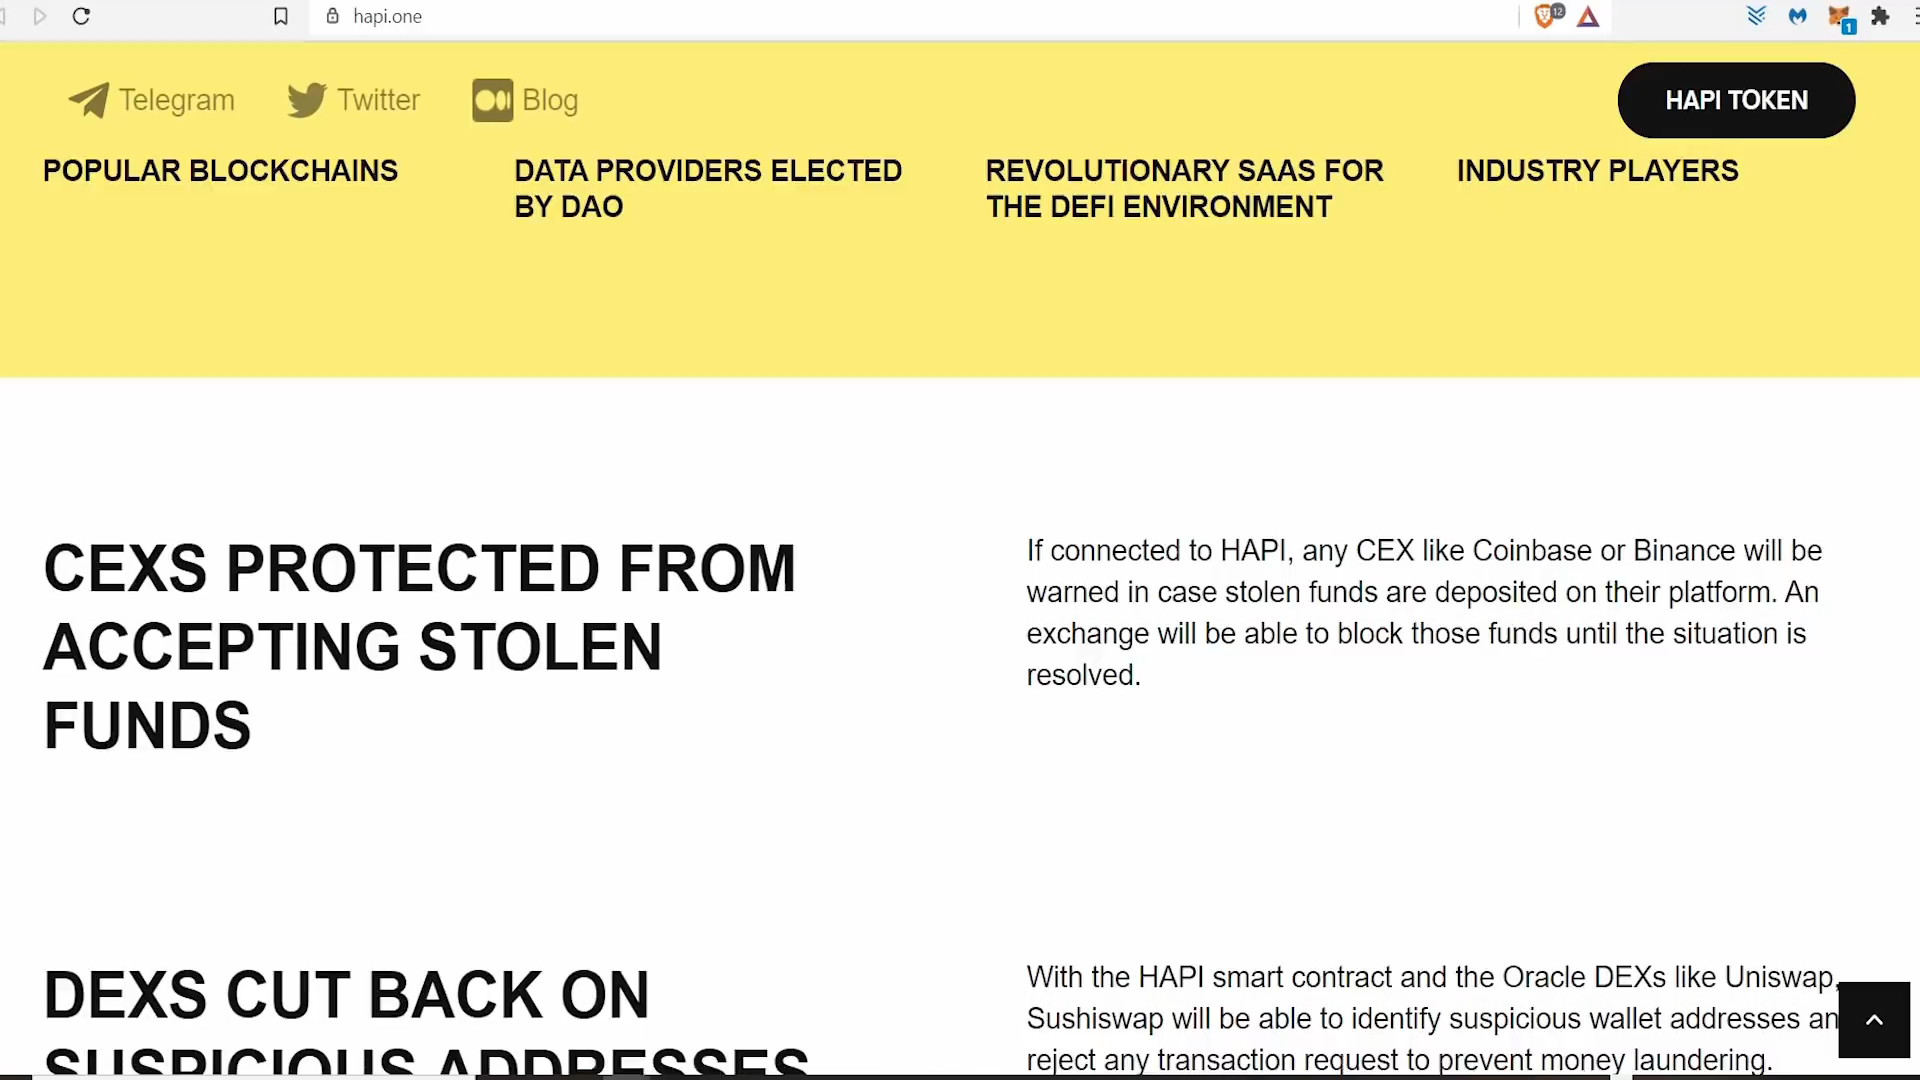 hapi.one
12
1
Telegram
Twitter
Blog
HAPI TOKEN
POPULAR BLOCKCHAINS
DATA PROVIDERS ELECTED
BY DAO
REVOLUTIONARY SAAS FOR
THE DEFI ENVIRONMENT
INDUSTRY PLAYERS
CEXS PROTECTED FROM
ACCEPTING STOLEN
FUNDS
If connected to HAPI, any CEX like Coinbase or Binance will be
warned in case stolen funds are deposited on their platform. An
exchange will be able to block those funds until the situation is
resolved.
DEXS CUT BACK ON
SUSPICIOUS ADDRESSES
With the HAPI smart contract and the Oracle DEXs like Uniswap,
Sushiswap will be able to identify suspicious wallet addresses an
reject any transaction request to prevent money laundering.